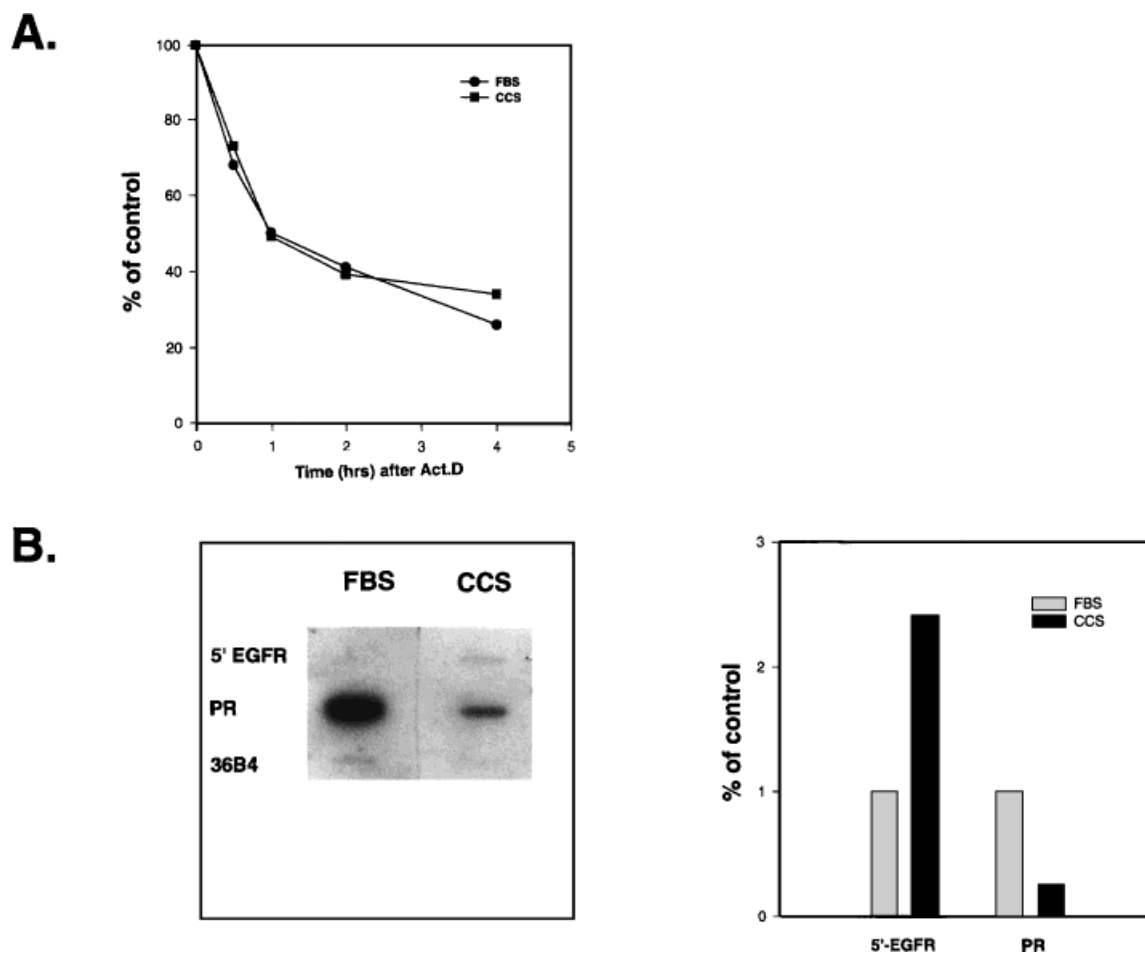 A.
100
80
60
40
20
0
% of control
FBS
CCS
0 1 2 3 4 5
Time (hrs) after Act.D
B.
FBS CCS
5' EGFR
PR
36B4
3
2
1
0
% of control
FBS
CCS
5'-EGFR PR